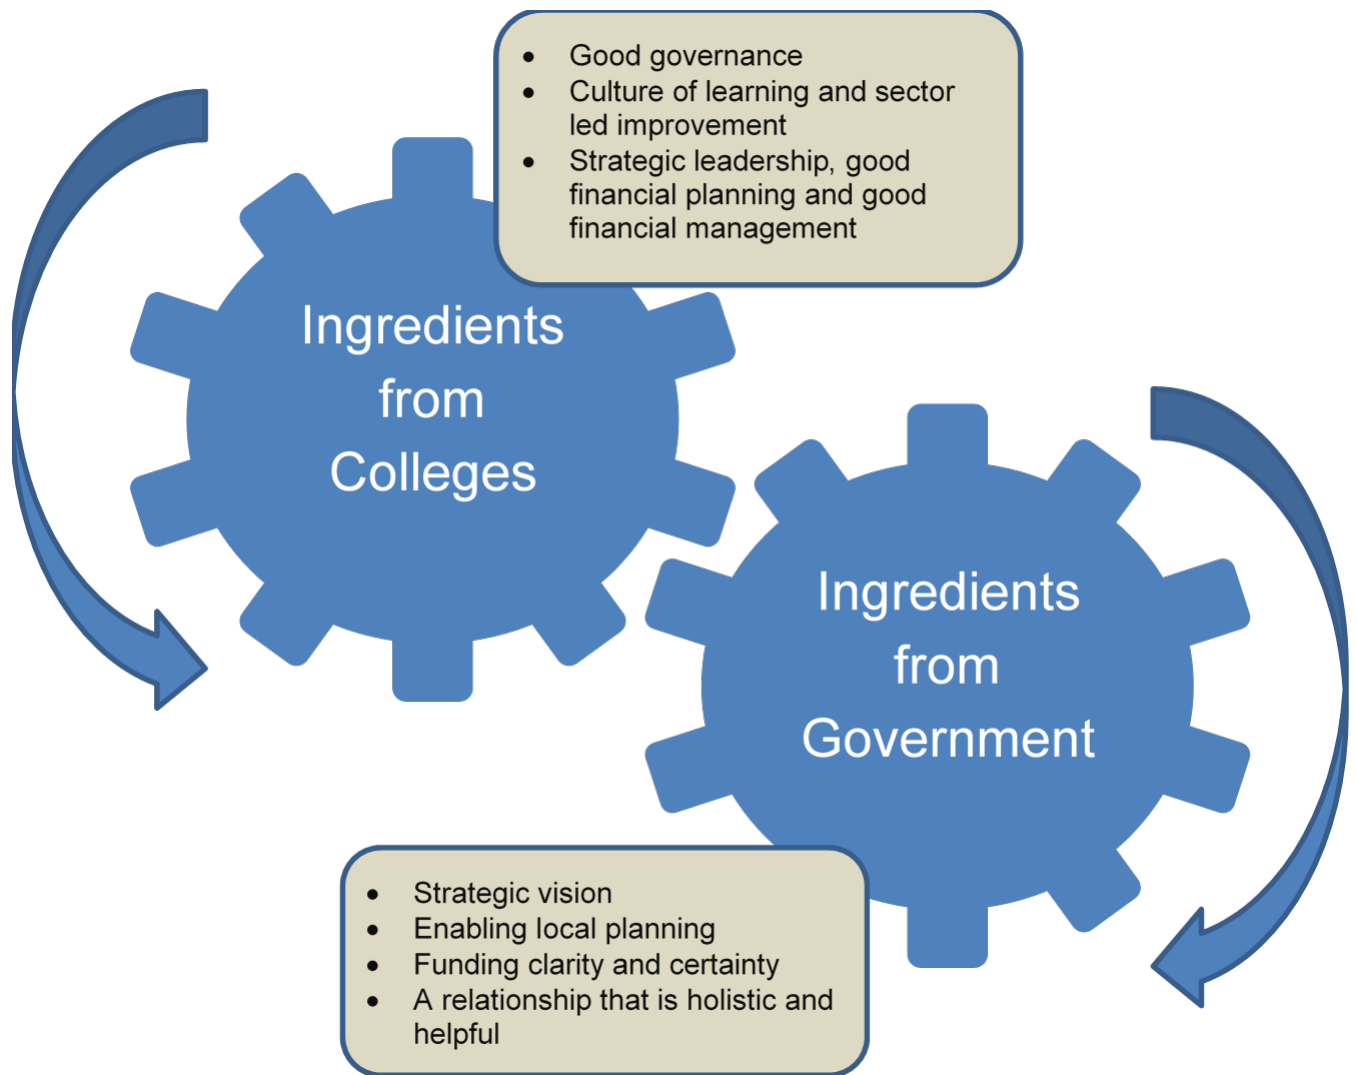 • Good governance
• Culture of learning and sector
led improvement
• Strategic leadership, good
financial planning and good
financial management
Ingredients
from
Colleges
Ingredients
from
Government
• Strategic vision
• Enabling local planning
• Funding clarity and certainty
• A relationship that is holistic and
helpful